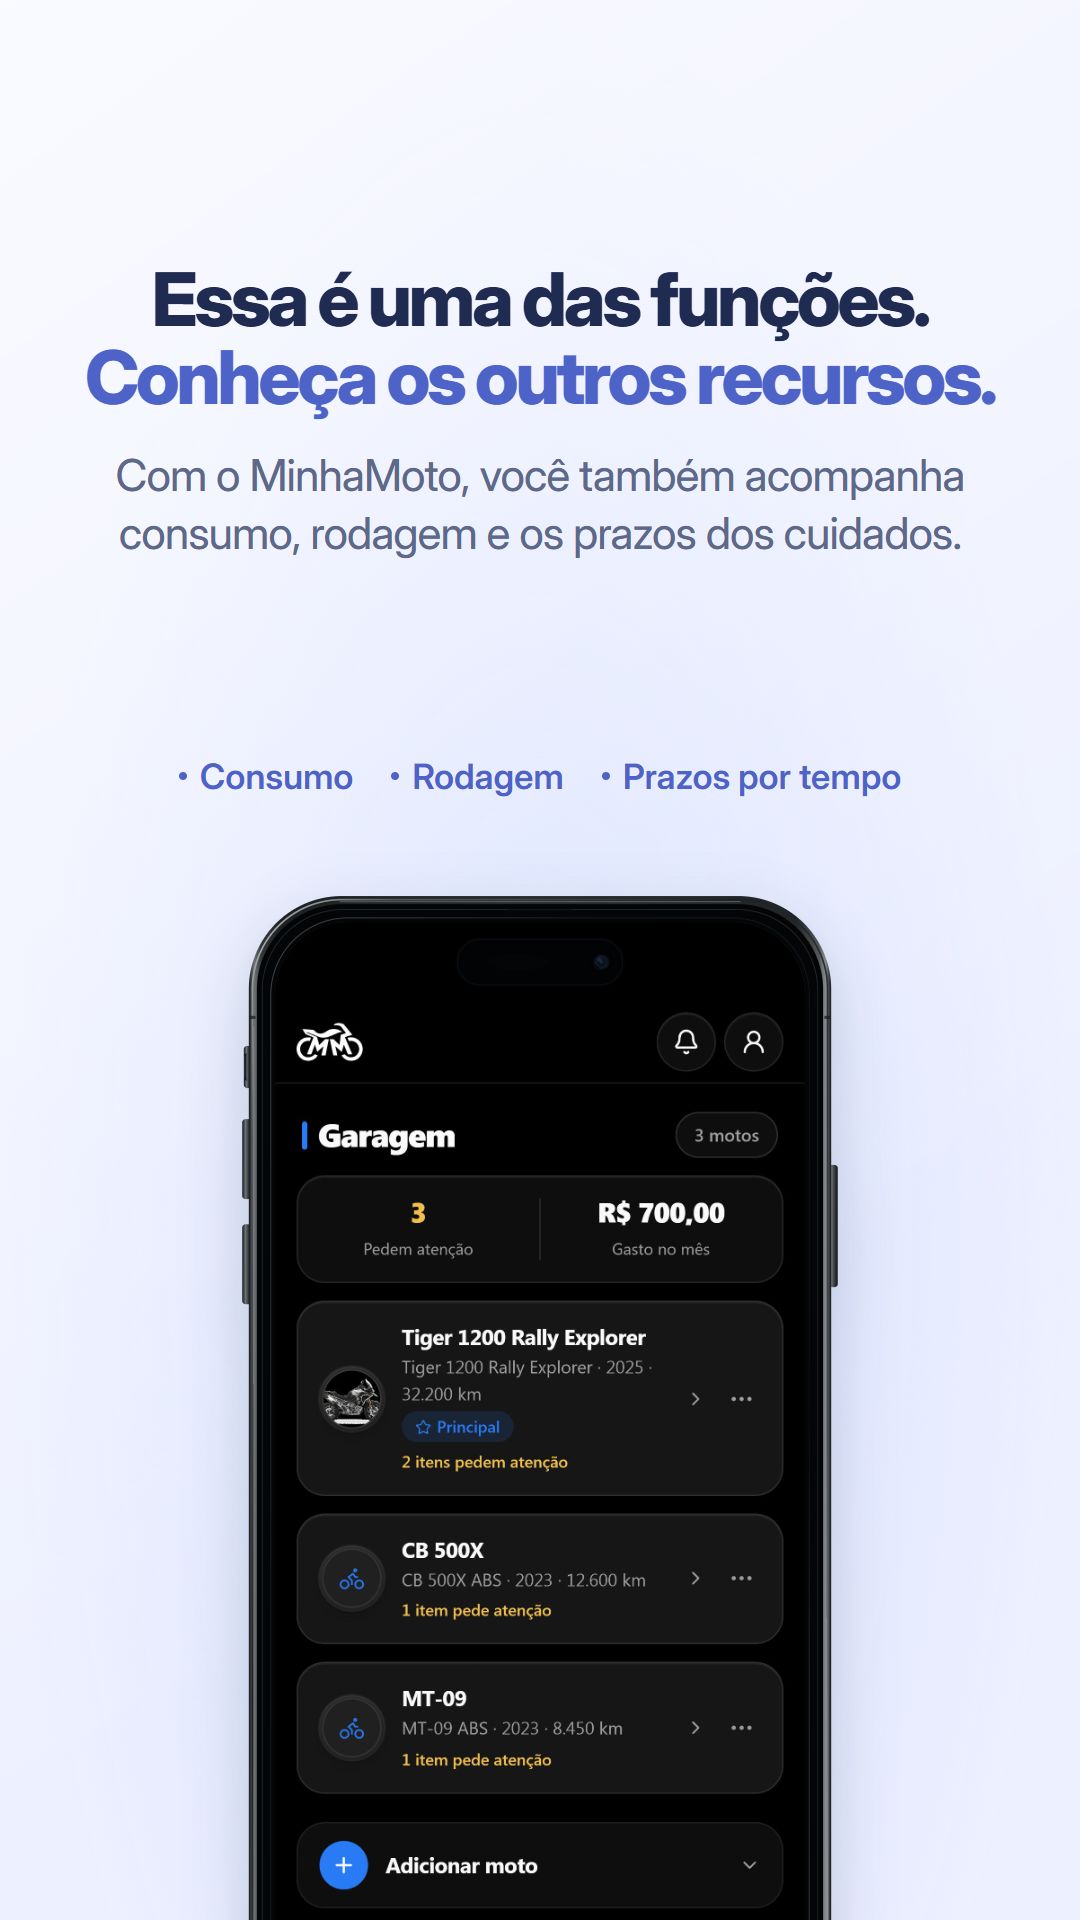 Essa é uma das funções.
Conheça os outros recursos.
Com o MinhaMoto, você também acompanha
consumo, rodagem e os prazos dos cuidados.
• Consumo • Rodagem • Prazos por tempo
MM
Garagem
3 motos
3
Pedem atenção
R$ 700,00
Gasto no mês
Tiger 1200 Rally Explorer
Tiger 1200 Rally Explorer · 2025 ·
32.200 km
Principal
2 itens pedem atenção
CB 500X
CB 500X ABS · 2023 · 12.600 km
1 item pede atenção
MT-09
MT-09 ABS · 2023 · 8.450 km
1 item pede atenção
Adicionar moto